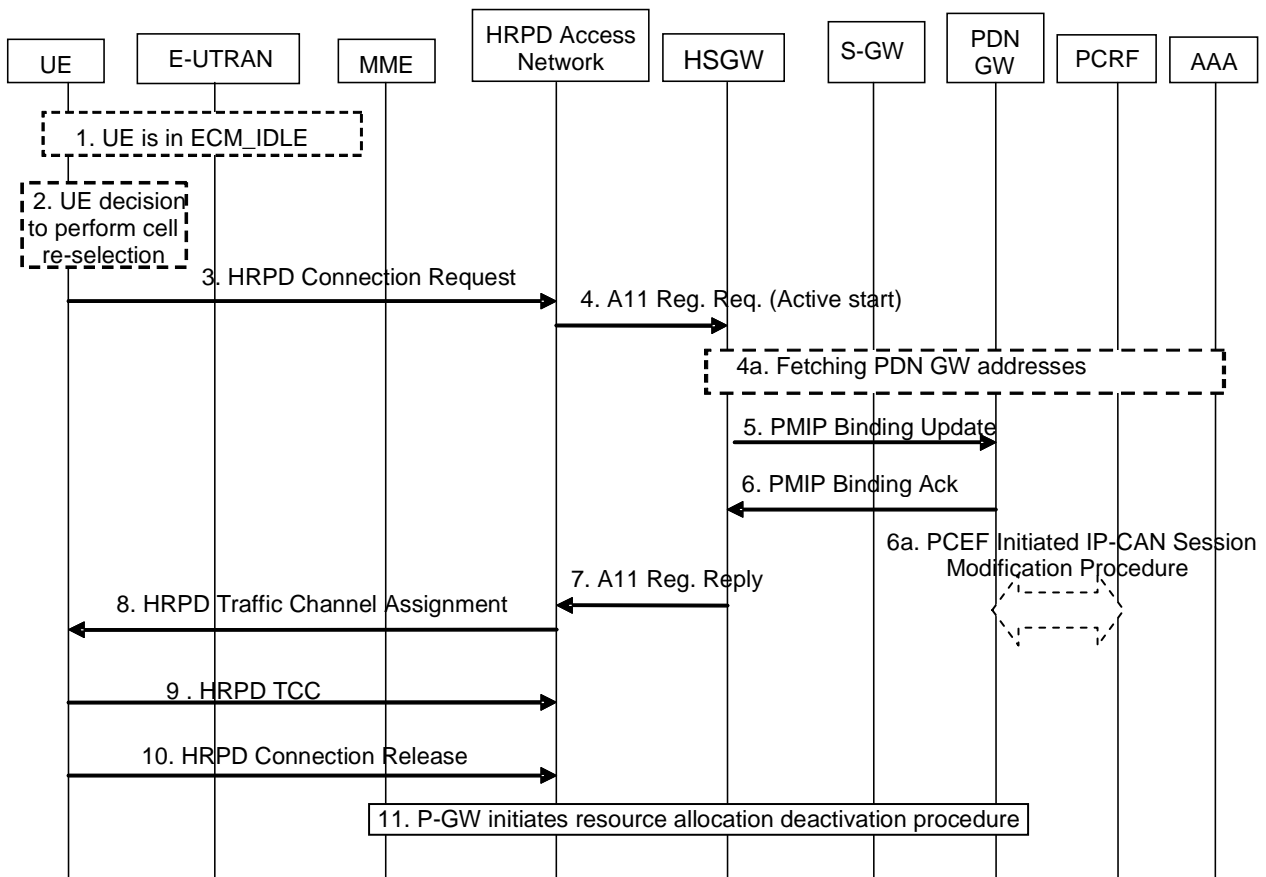 UE
E-UTRAN
MME
HRPD Access
Network
HSGW
S-GW
PDN
GW
PCRF
AAA
1. UE is in ECM_IDLE
2. UE decision
to perform cell
re-selection
3. HRPD Connection Request
4. A11 Reg. Req. (Active start)
4a. Fetching PDN GW addresses
5. PMIP Binding Update
6. PMIP Binding Ack
6a. PCEF Initiated IP-CAN Session
Modification Procedure
7. A11 Reg. Reply
8. HRPD Traffic Channel Assignment
9 . HRPD TCC
10. HRPD Connection Release
11. P-GW initiates resource allocation deactivation procedure